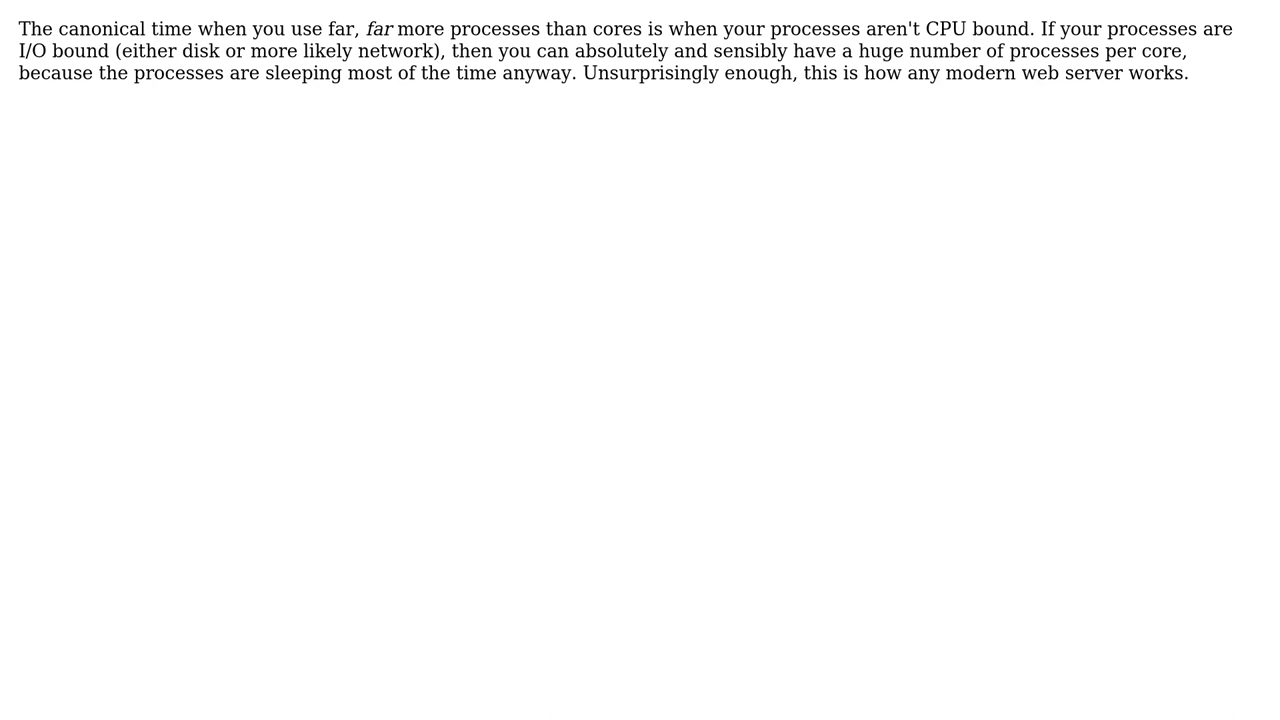 The canonical time when you use far, far more processes than cores is when your processes aren't CPU bound. If your processes are
I/O bound (either disk or more likely network), then you can absolutely and sensibly have a huge number of processes per core,
because the processes are sleeping most of the time anyway. Unsurprisingly enough, this is how any modern web server works.